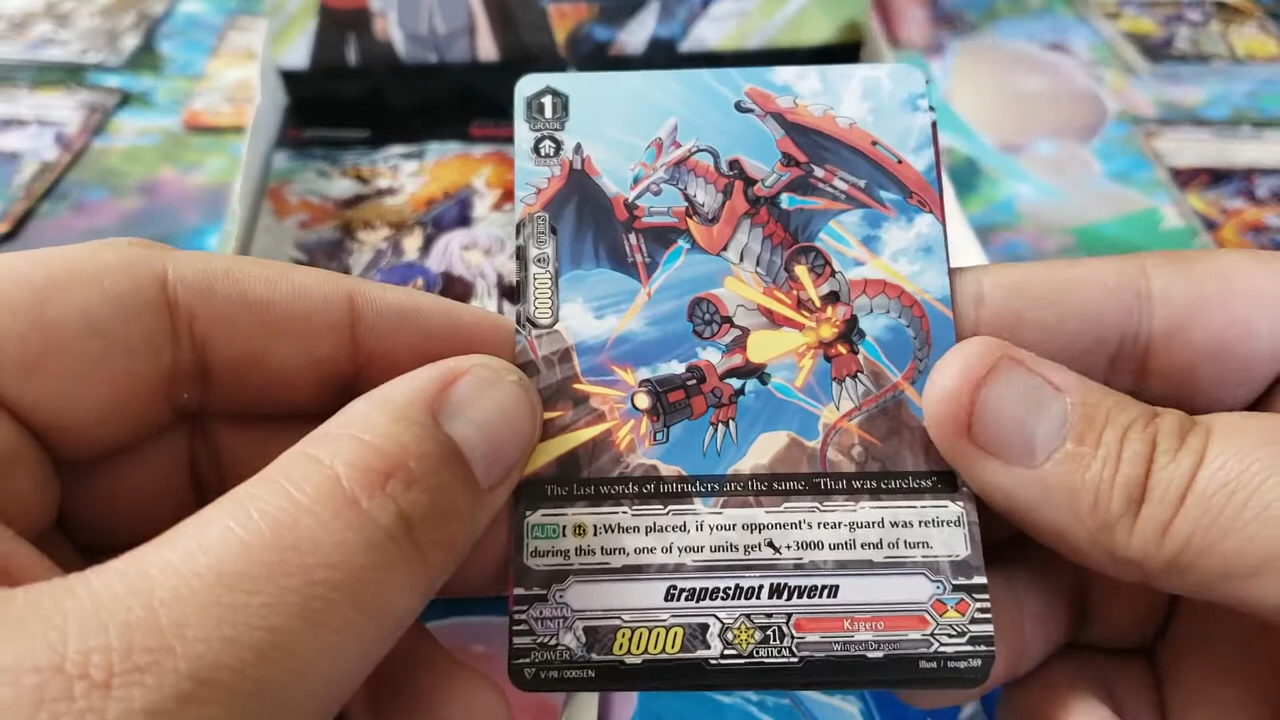 1
GRADE
BOOST
SHIELD
10000
The last words of intruders are the same. "That was careless".
AUTO【 】:When placed, if your opponent's rear-guard was retired
during this turn, one of your units get +3000 until end of turn.
Grapeshot Wyvern
NORMAL
UNIT
POWER
8000
1
CRITICAL
Kagero
Winged Dragon
V-PR/0005EN
illust / touge369